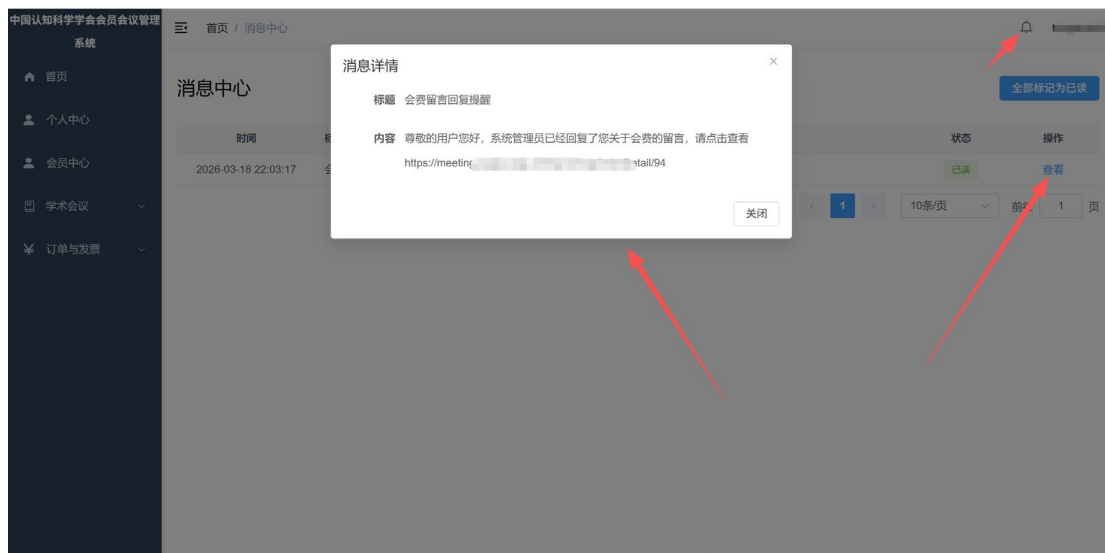 中国认知科学学会会员会议管理
系统
首页 / 消息中心
首页
个人中心
会员中心
学术会议
¥ 订单与发票
消息中心
全部标记为已读
时间
状态
操作
2026-03-18 22:03:17
已读
查看
1
10条/页
前往 1 页
消息详情
标题 会费留言回复提醒
内容 尊敬的用户您好，系统管理员已经回复了您关于会费的留言，请点击查看
https://meeting
etail/94
关闭